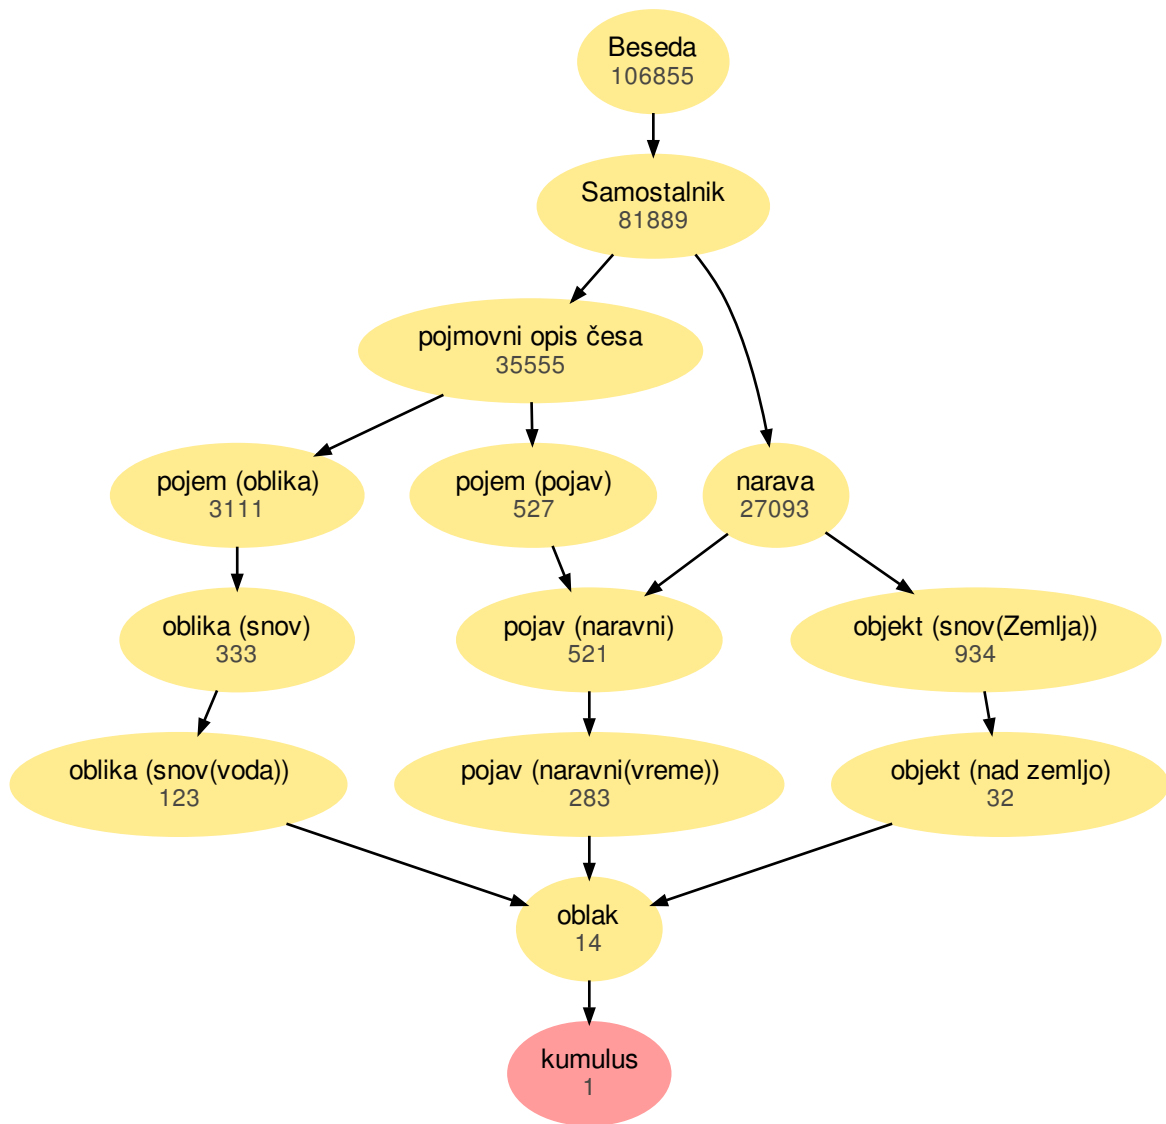 Beseda
106855
Samostalnik
81889
pojmovni opis česa
35555
pojem (oblika)
3111
pojem (pojav)
527
narava
27093
oblika (snov)
333
pojav (naravni)
521
objekt (snov(Zemlja))
934
oblika (snov(voda))
123
pojav (naravni(vreme))
283
objekt (nad zemljo)
32
oblak
14
kumulus
1